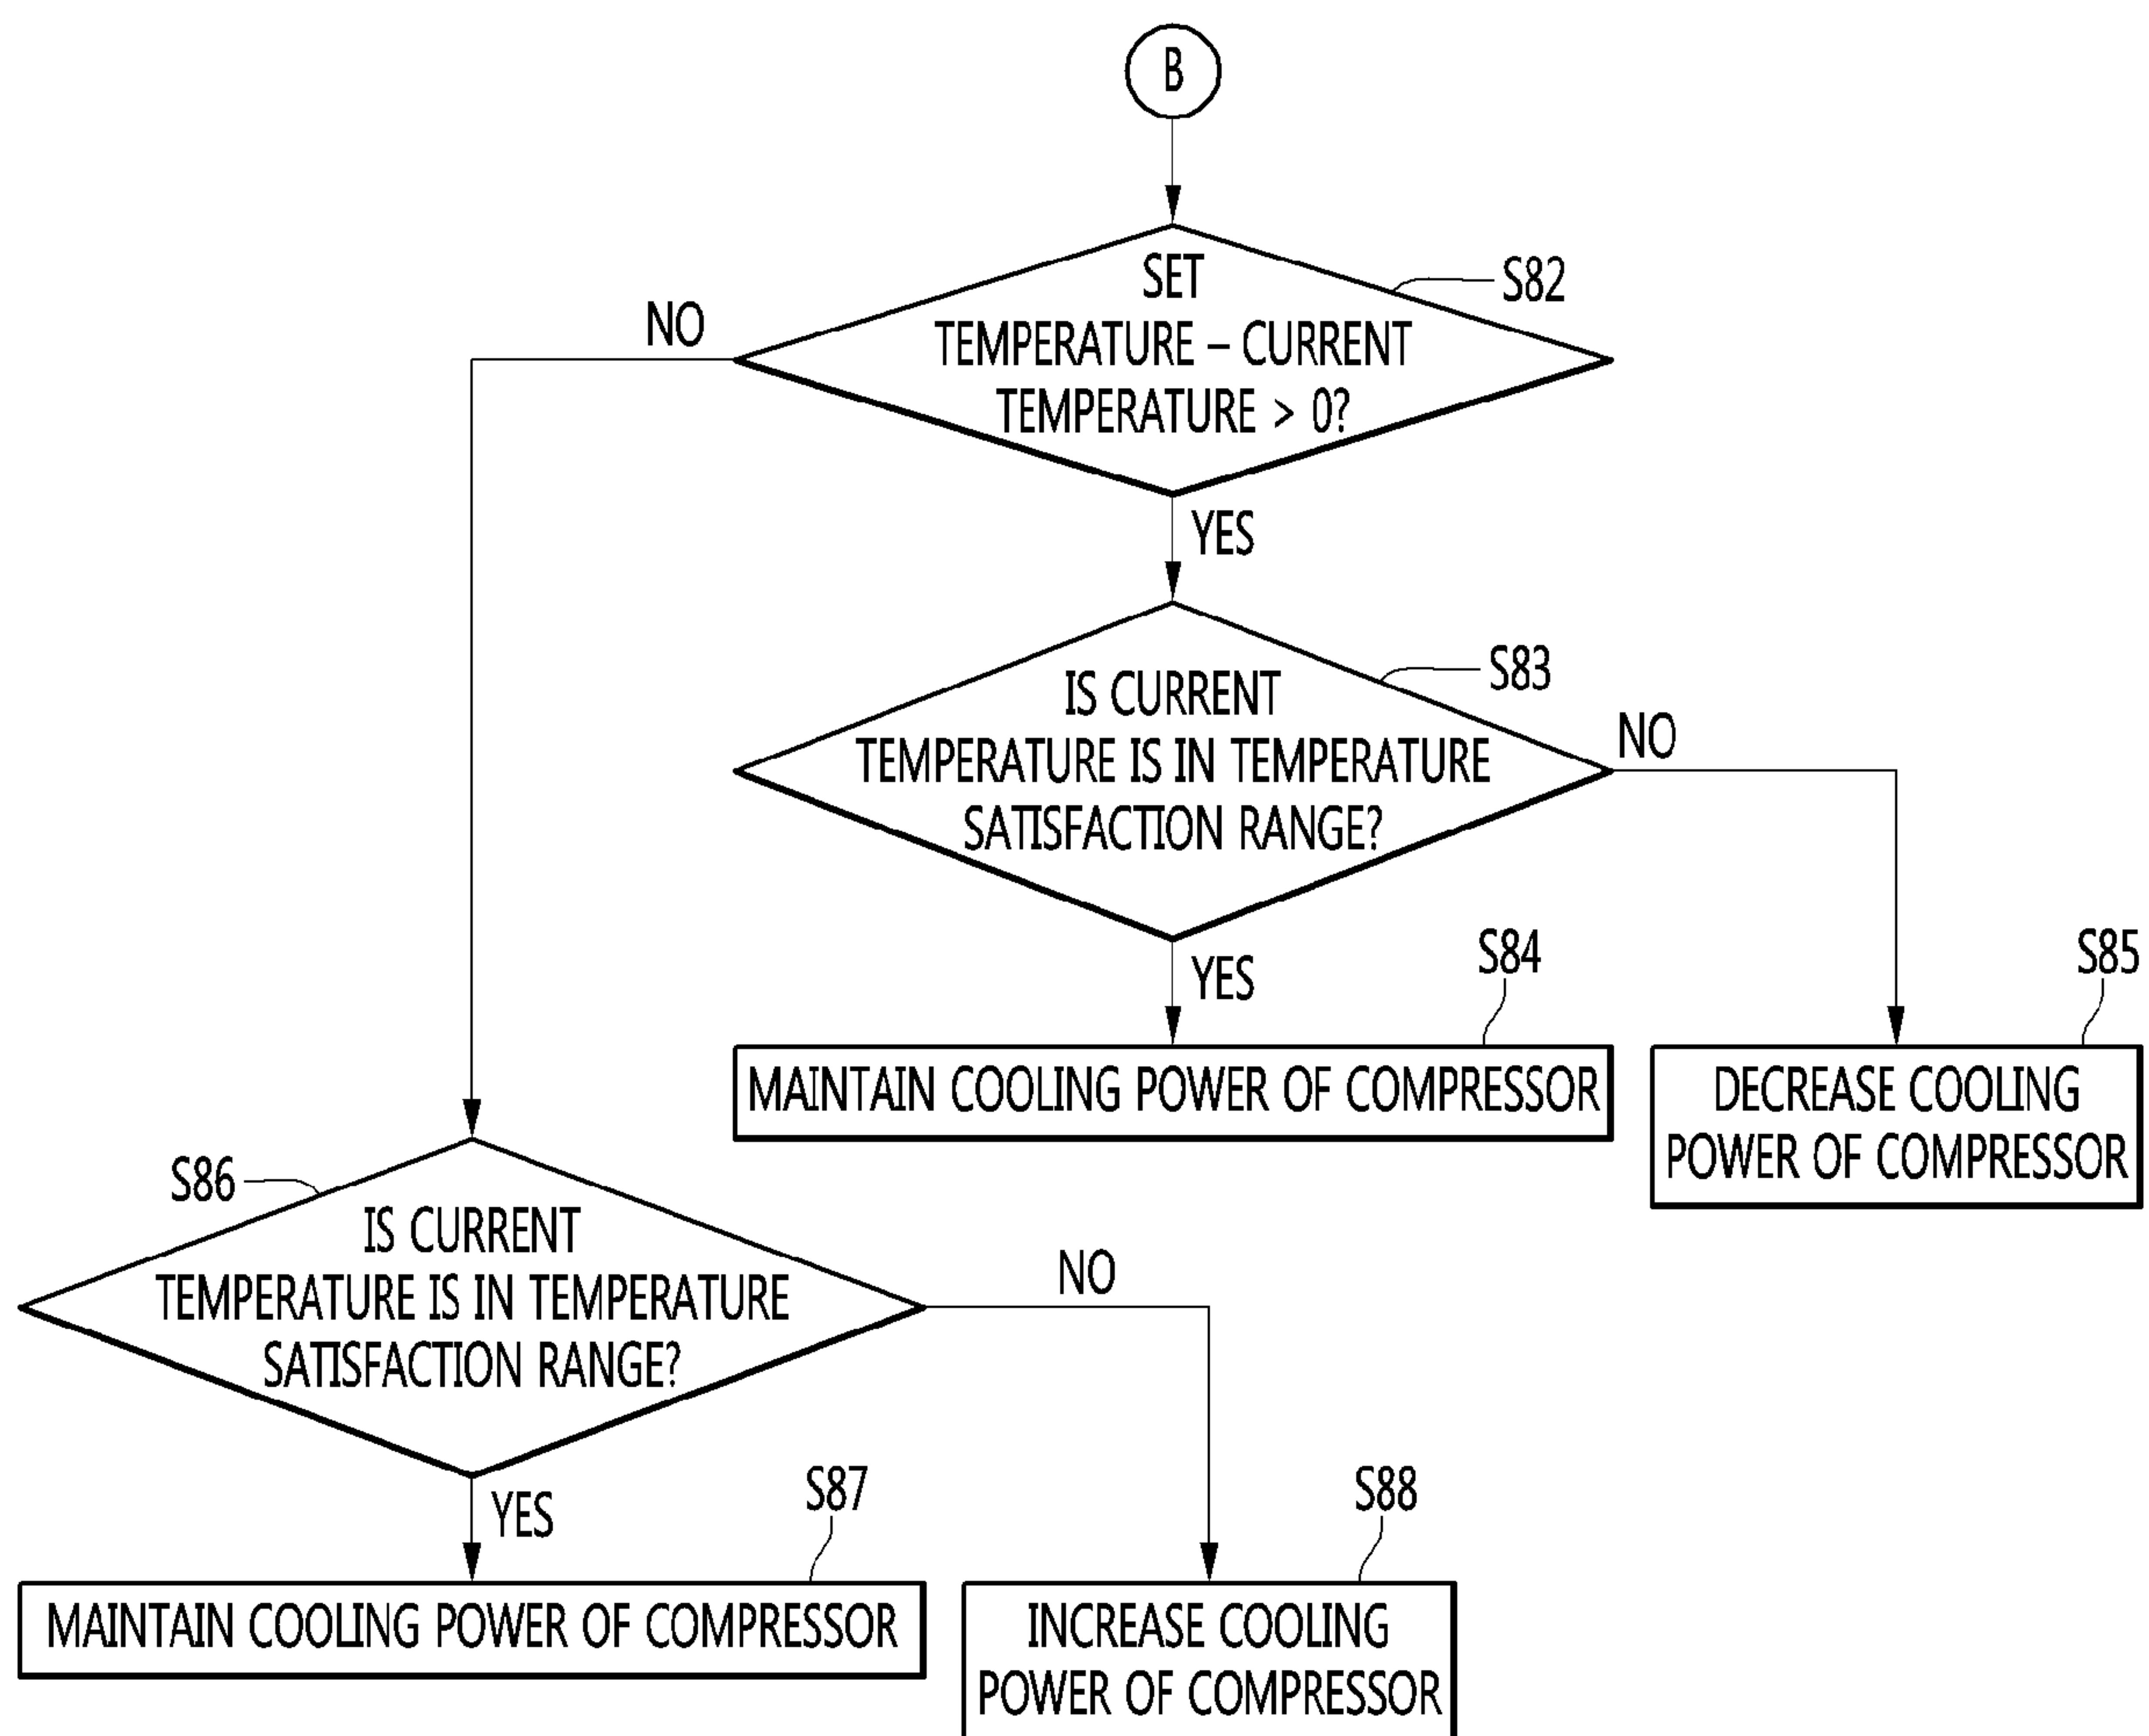 B
SET
TEMPERATURE – CURRENT
TEMPERATURE > 0?
S82
NO
YES
IS CURRENT
TEMPERATURE IS IN TEMPERATURE
SATISFACTION RANGE?
S83
NO
YES
S84
MAINTAIN COOLING POWER OF COMPRESSOR
S85
DECREASE COOLING
POWER OF COMPRESSOR
S86
IS CURRENT
TEMPERATURE IS IN TEMPERATURE
SATISFACTION RANGE?
NO
YES
S87
MAINTAIN COOLING POWER OF COMPRESSOR
S88
INCREASE COOLING
POWER OF COMPRESSOR